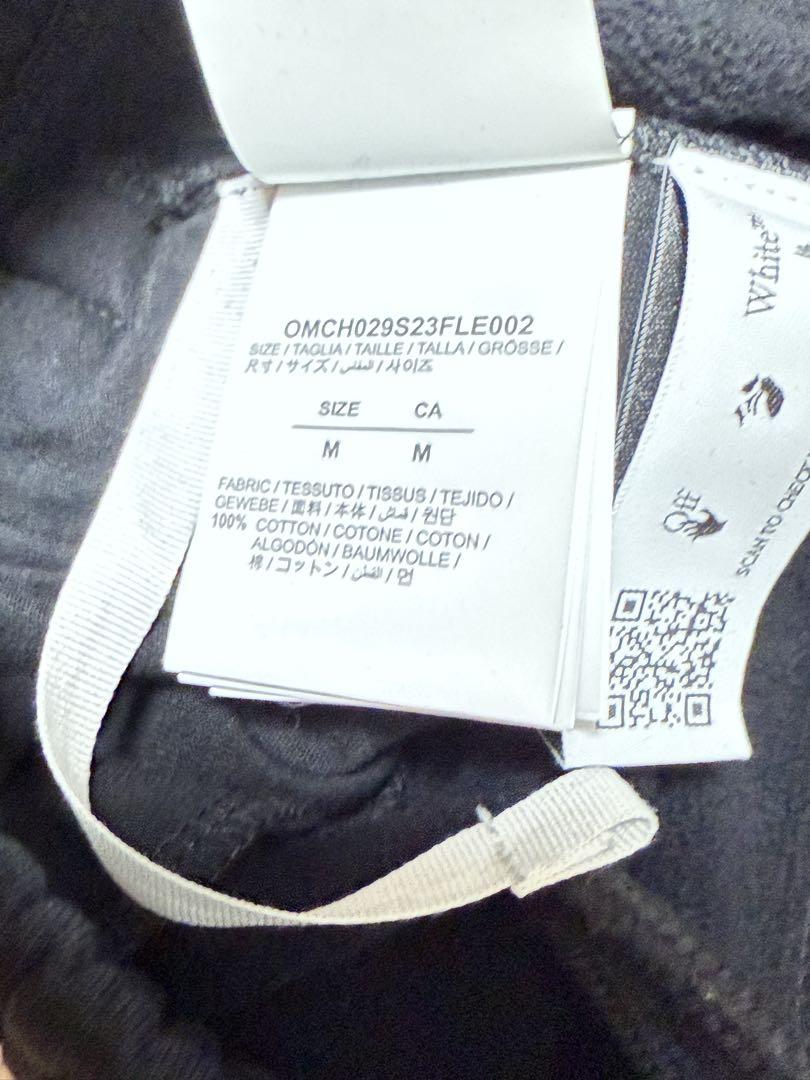 OMCH029S23FLE002
SIZE / TAGLIA / TAILLE / TALLA / GRÖSSE /
尺寸 / サイズ / المقاس / 사이즈
SIZE CA
M M
FABRIC / TESSUTO / TISSUS / TEJIDO /
GEWEBE / 面料 / 本体 / قماش / 원단
100% COTTON / COTONE / COTON /
ALGODÓN / BAUMWOLLE /
棉 / コットン / القطن / 면
Off White™
SCAN TO CHECK